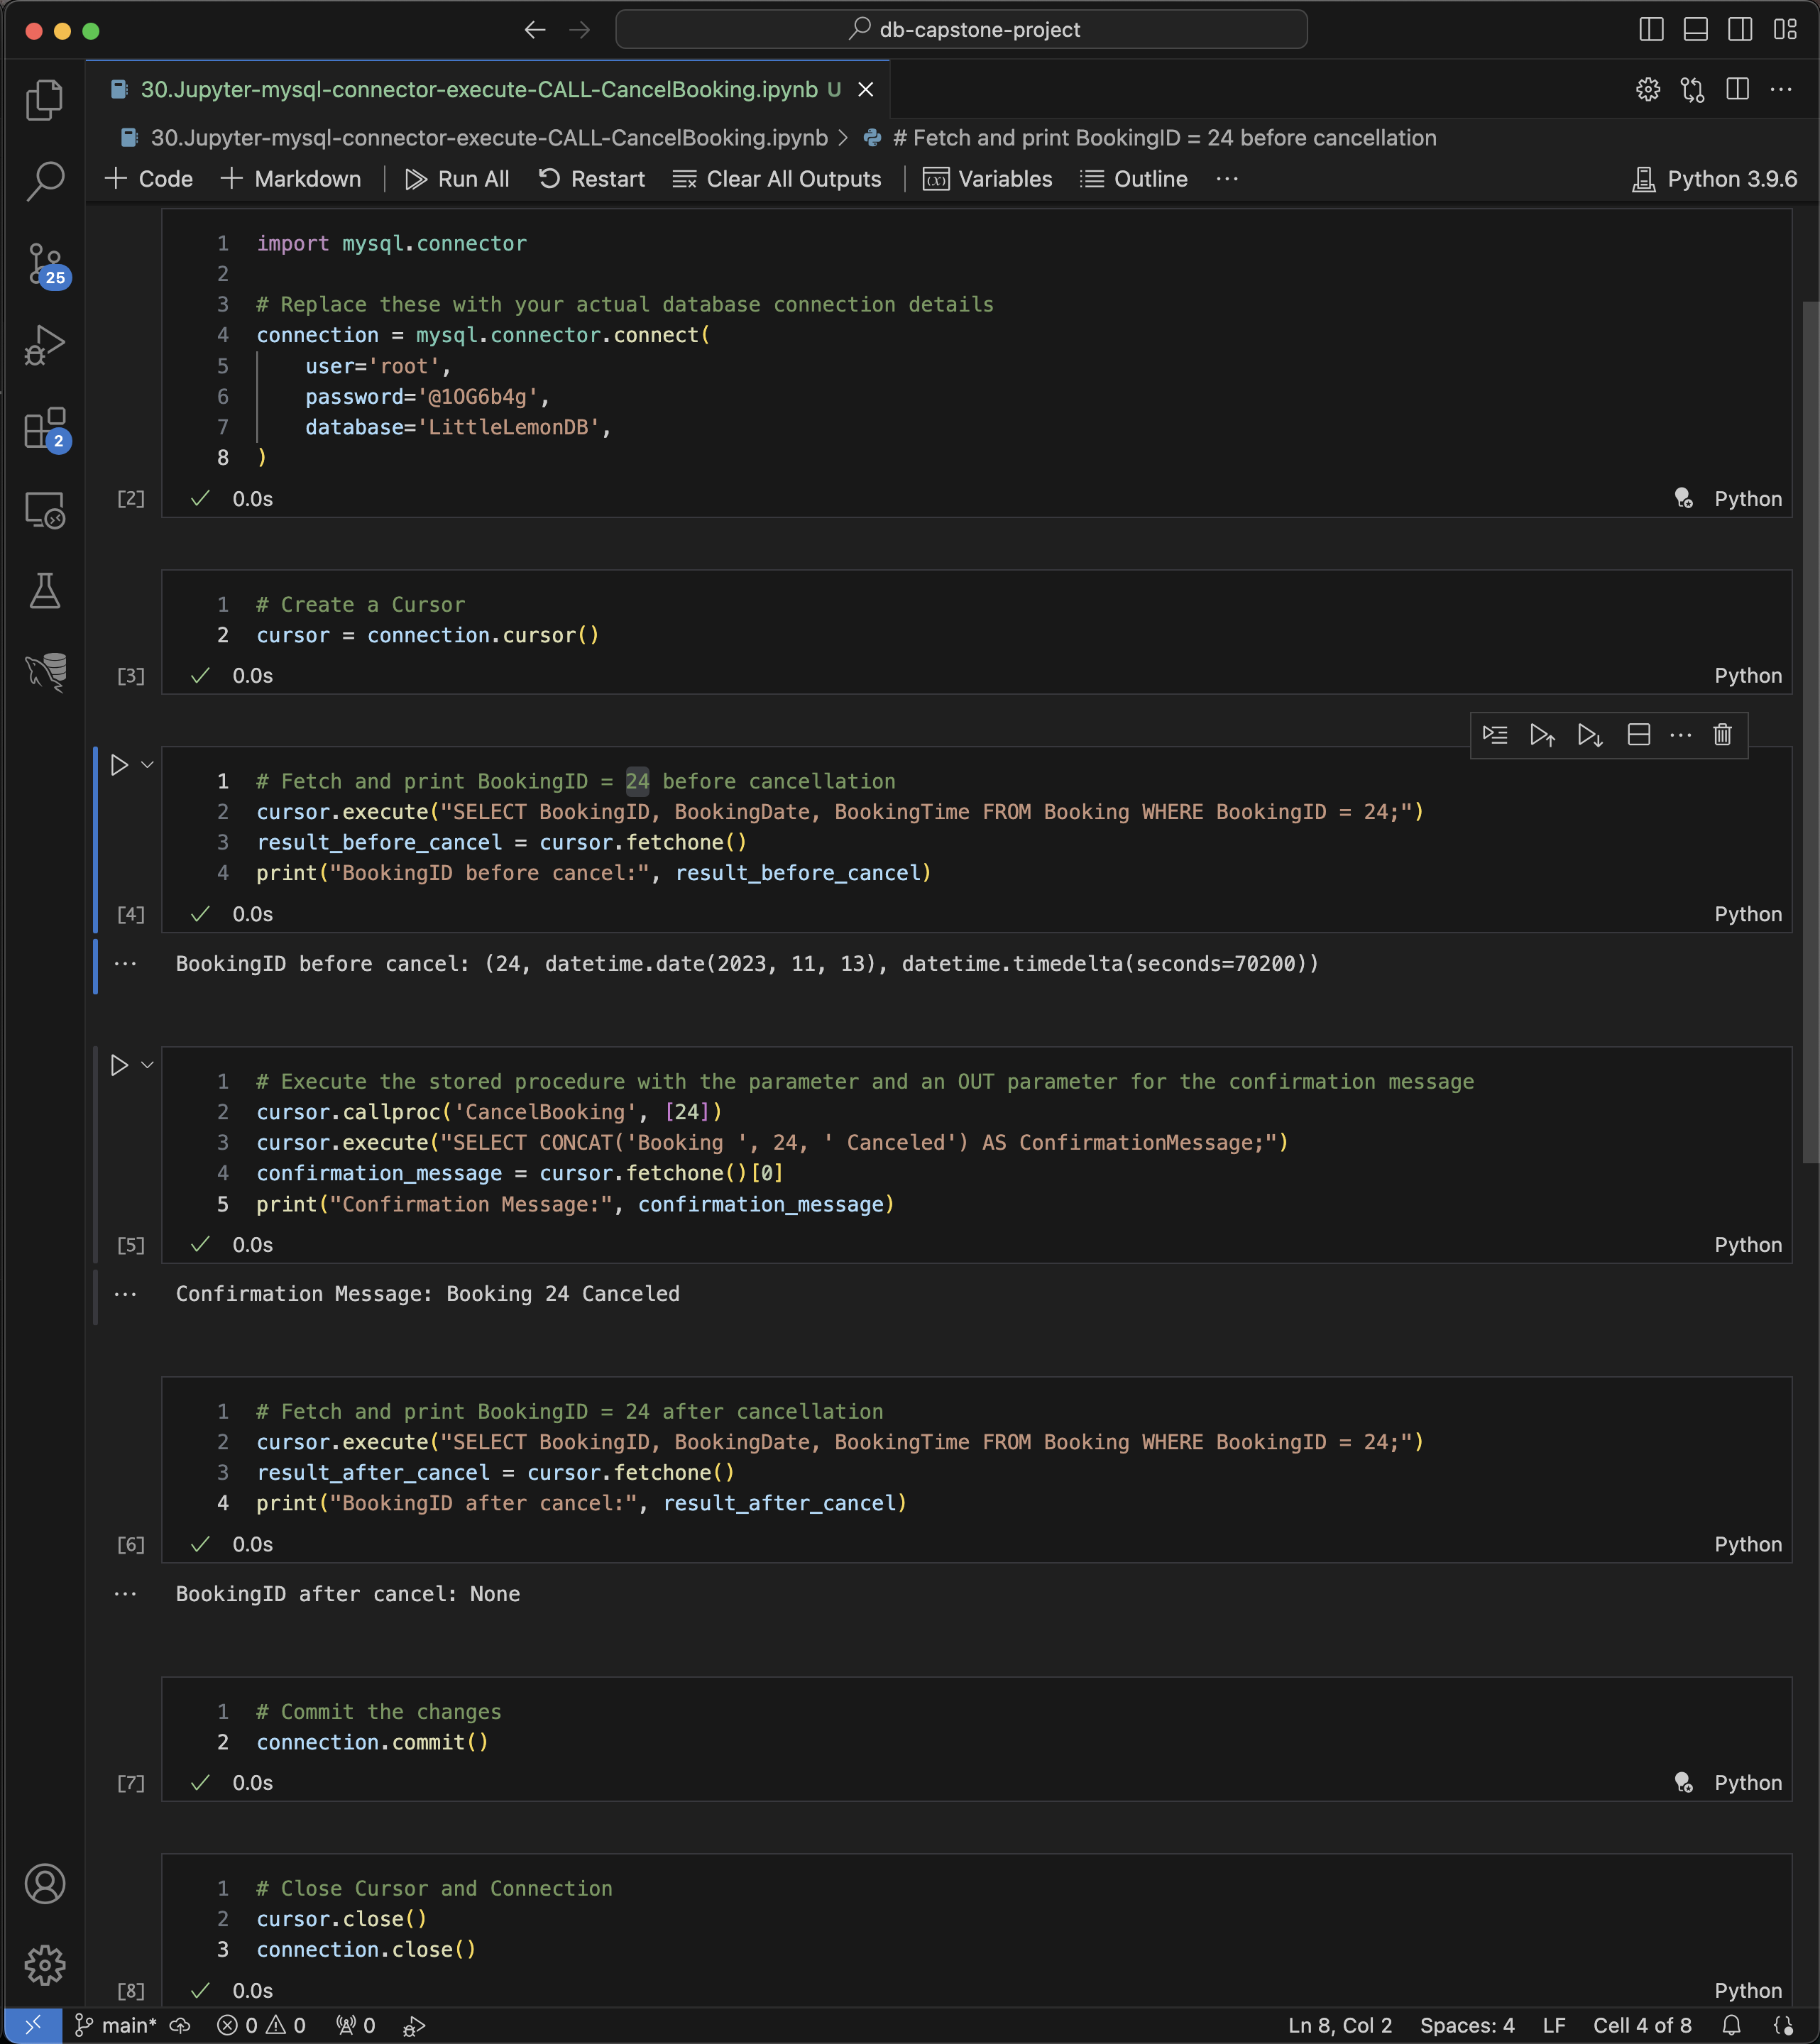 db-capstone-project
30.Jupyter-mysql-connector-execute-CALL-CancelBooking.ipynb U
30.Jupyter-mysql-connector-execute-CALL-CancelBooking.ipynb > # Fetch and print BookingID = 24 before cancellation
+ Code + Markdown | Run All Restart Clear All Outputs | Variables Outline ... Python 3.9.6
25
2
1 import mysql.connector
2
3 # Replace these with your actual database connection details
4 connection = mysql.connector.connect(
5     user='root',
6     password='@1OG6b4g',
7     database='LittleLemonDB',
8 )
[2] 0.0s Python
1 # Create a Cursor
2 cursor = connection.cursor()
[3] 0.0s Python
1 # Fetch and print BookingID = 24 before cancellation
2 cursor.execute("SELECT BookingID, BookingDate, BookingTime FROM Booking WHERE BookingID = 24;")
3 result_before_cancel = cursor.fetchone()
4 print("BookingID before cancel:", result_before_cancel)
[4] 0.0s Python
... BookingID before cancel: (24, datetime.date(2023, 11, 13), datetime.timedelta(seconds=70200))
1 # Execute the stored procedure with the parameter and an OUT parameter for the confirmation message
2 cursor.callproc('CancelBooking', [24])
3 cursor.execute("SELECT CONCAT('Booking ', 24, ' Canceled') AS ConfirmationMessage;")
4 confirmation_message = cursor.fetchone()[0]
5 print("Confirmation Message:", confirmation_message)
[5] 0.0s Python
... Confirmation Message: Booking 24 Canceled
1 # Fetch and print BookingID = 24 after cancellation
2 cursor.execute("SELECT BookingID, BookingDate, BookingTime FROM Booking WHERE BookingID = 24;")
3 result_after_cancel = cursor.fetchone()
4 print("BookingID after cancel:", result_after_cancel)
[6] 0.0s Python
... BookingID after cancel: None
1 # Commit the changes
2 connection.commit()
[7] 0.0s Python
1 # Close Cursor and Connection
2 cursor.close()
3 connection.close()
[8] 0.0s Python
main* 0 0 0 Ln 8, Col 2 Spaces: 4 LF Cell 4 of 8